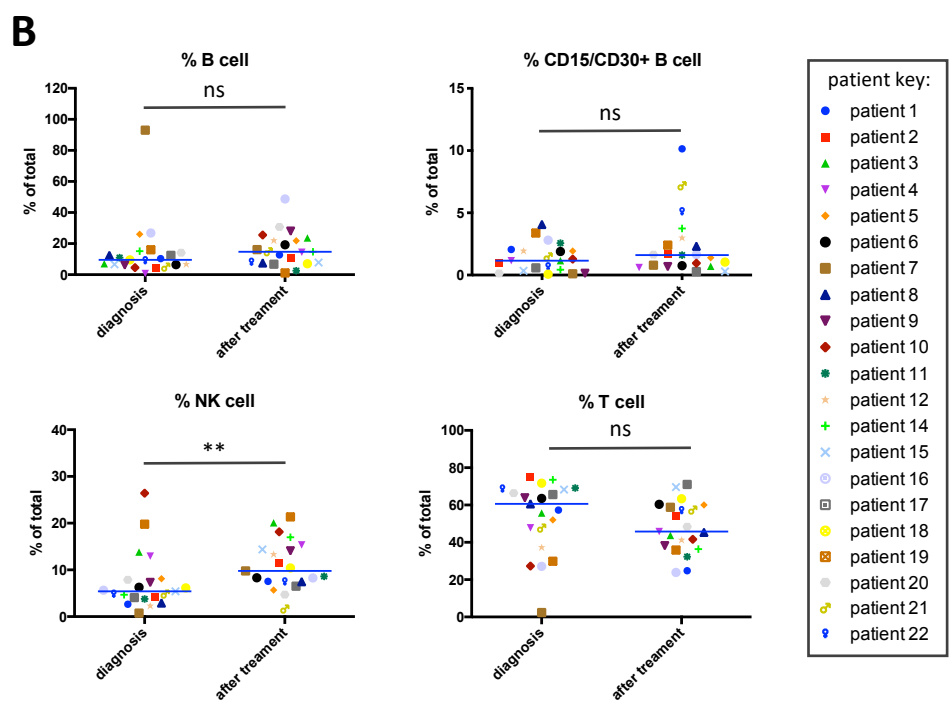 B
% B cell
ns
% of total
120
100
80
60
40
20
0
diagnosis
after treament
% CD15/CD30+ B cell
ns
% of total
15
10
5
0
diagnosis
after treament
% NK cell
**
% of total
40
30
20
10
0
diagnosis
after treament
% T cell
ns
% of total
100
80
60
40
20
0
diagnosis
after treament
patient key:
patient 1
patient 2
patient 3
patient 4
patient 5
patient 6
patient 7
patient 8
patient 9
patient 10
patient 11
patient 12
patient 14
patient 15
patient 16
patient 17
patient 18
patient 19
patient 20
patient 21
patient 22